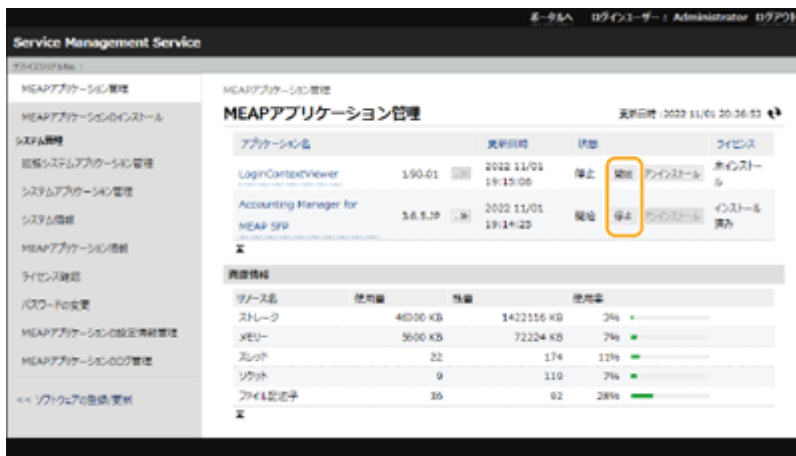 ポータルへ ログインユーザー： Administrator ログアウト
Service Management Service
デバイスシリアルNo. :
MEAPアプリケーション管理
MEAPアプリケーションのインストール
システム管理
拡張システムアプリケーション管理
システムアプリケーション管理
システム情報
MEAPアプリケーション情報
ライセンス確認
パスワードの変更
MEAPアプリケーションの設定情報管理
MEAPアプリケーションのログ管理
<< ソフトウェアの登録/更新
MEAPアプリケーション管理
MEAPアプリケーション管理
更新日時 :2022 11/01 20:36:53
アプリケーション名 更新日時 状態 ライセンス
LoginContextViewer 1.90.01 2022 11/01 19:15:06 停止 開始 アンインストール 未インストール
Accounting Manager for MEAP SFP 2022 11/01 19:14:25 開始 停止 アンインストール インストール済み
資源情報
リソース名 使用量 残量 使用率
ストレージ 46300 KB 1422156 KB 3%
メモリー 5600 KB 72224 KB 7%
スレッド 22 174 11%
ソケット 9 119 7%
ファイル記述子 36 92 28%